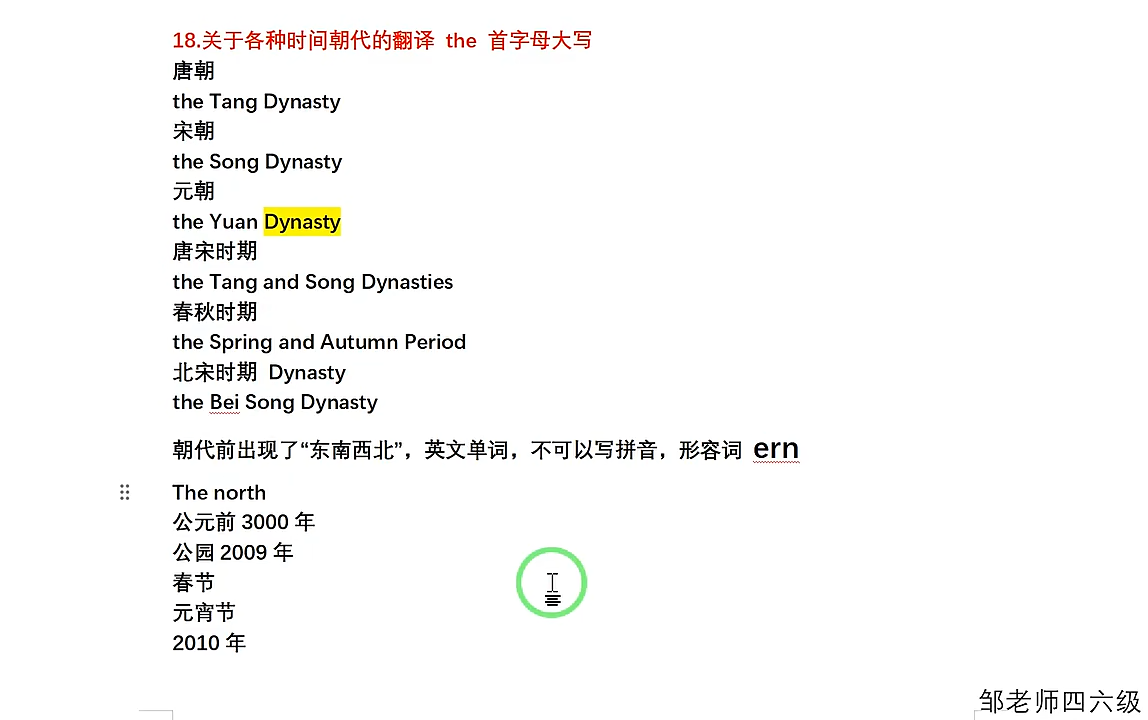 18.关于各种时间朝代的翻译 the 首字母大写
唐朝
the Tang Dynasty
宋朝
the Song Dynasty
元朝
the Yuan Dynasty
唐宋时期
the Tang and Song Dynasties
春秋时期
the Spring and Autumn Period
北宋时期 Dynasty
the Bei Song Dynasty
朝代前出现了“东南西北”，英文单词，不可以写拼音，形容词 ern
The north
公元前 3000 年
公园 2009 年
春节
元宵节
2010 年
邹老师四六级